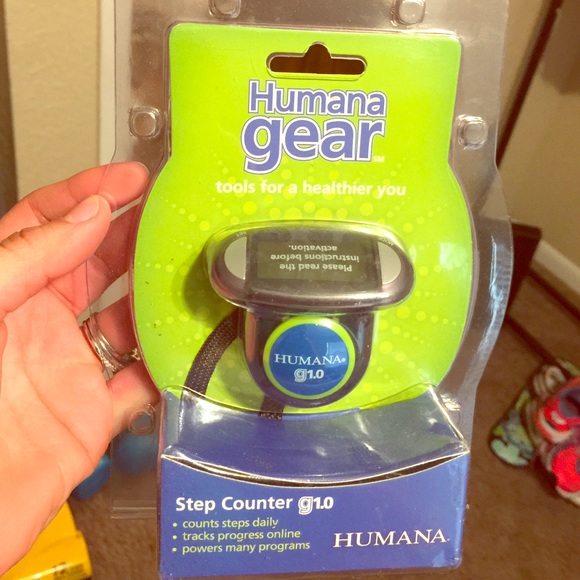 Humana
gear SM
tools for a healthier you
Please read the
instructions before
activation.
HUMANA®
g1.0
Step Counter g1.0
• counts steps daily
• tracks progress online
• powers many programs
HUMANA